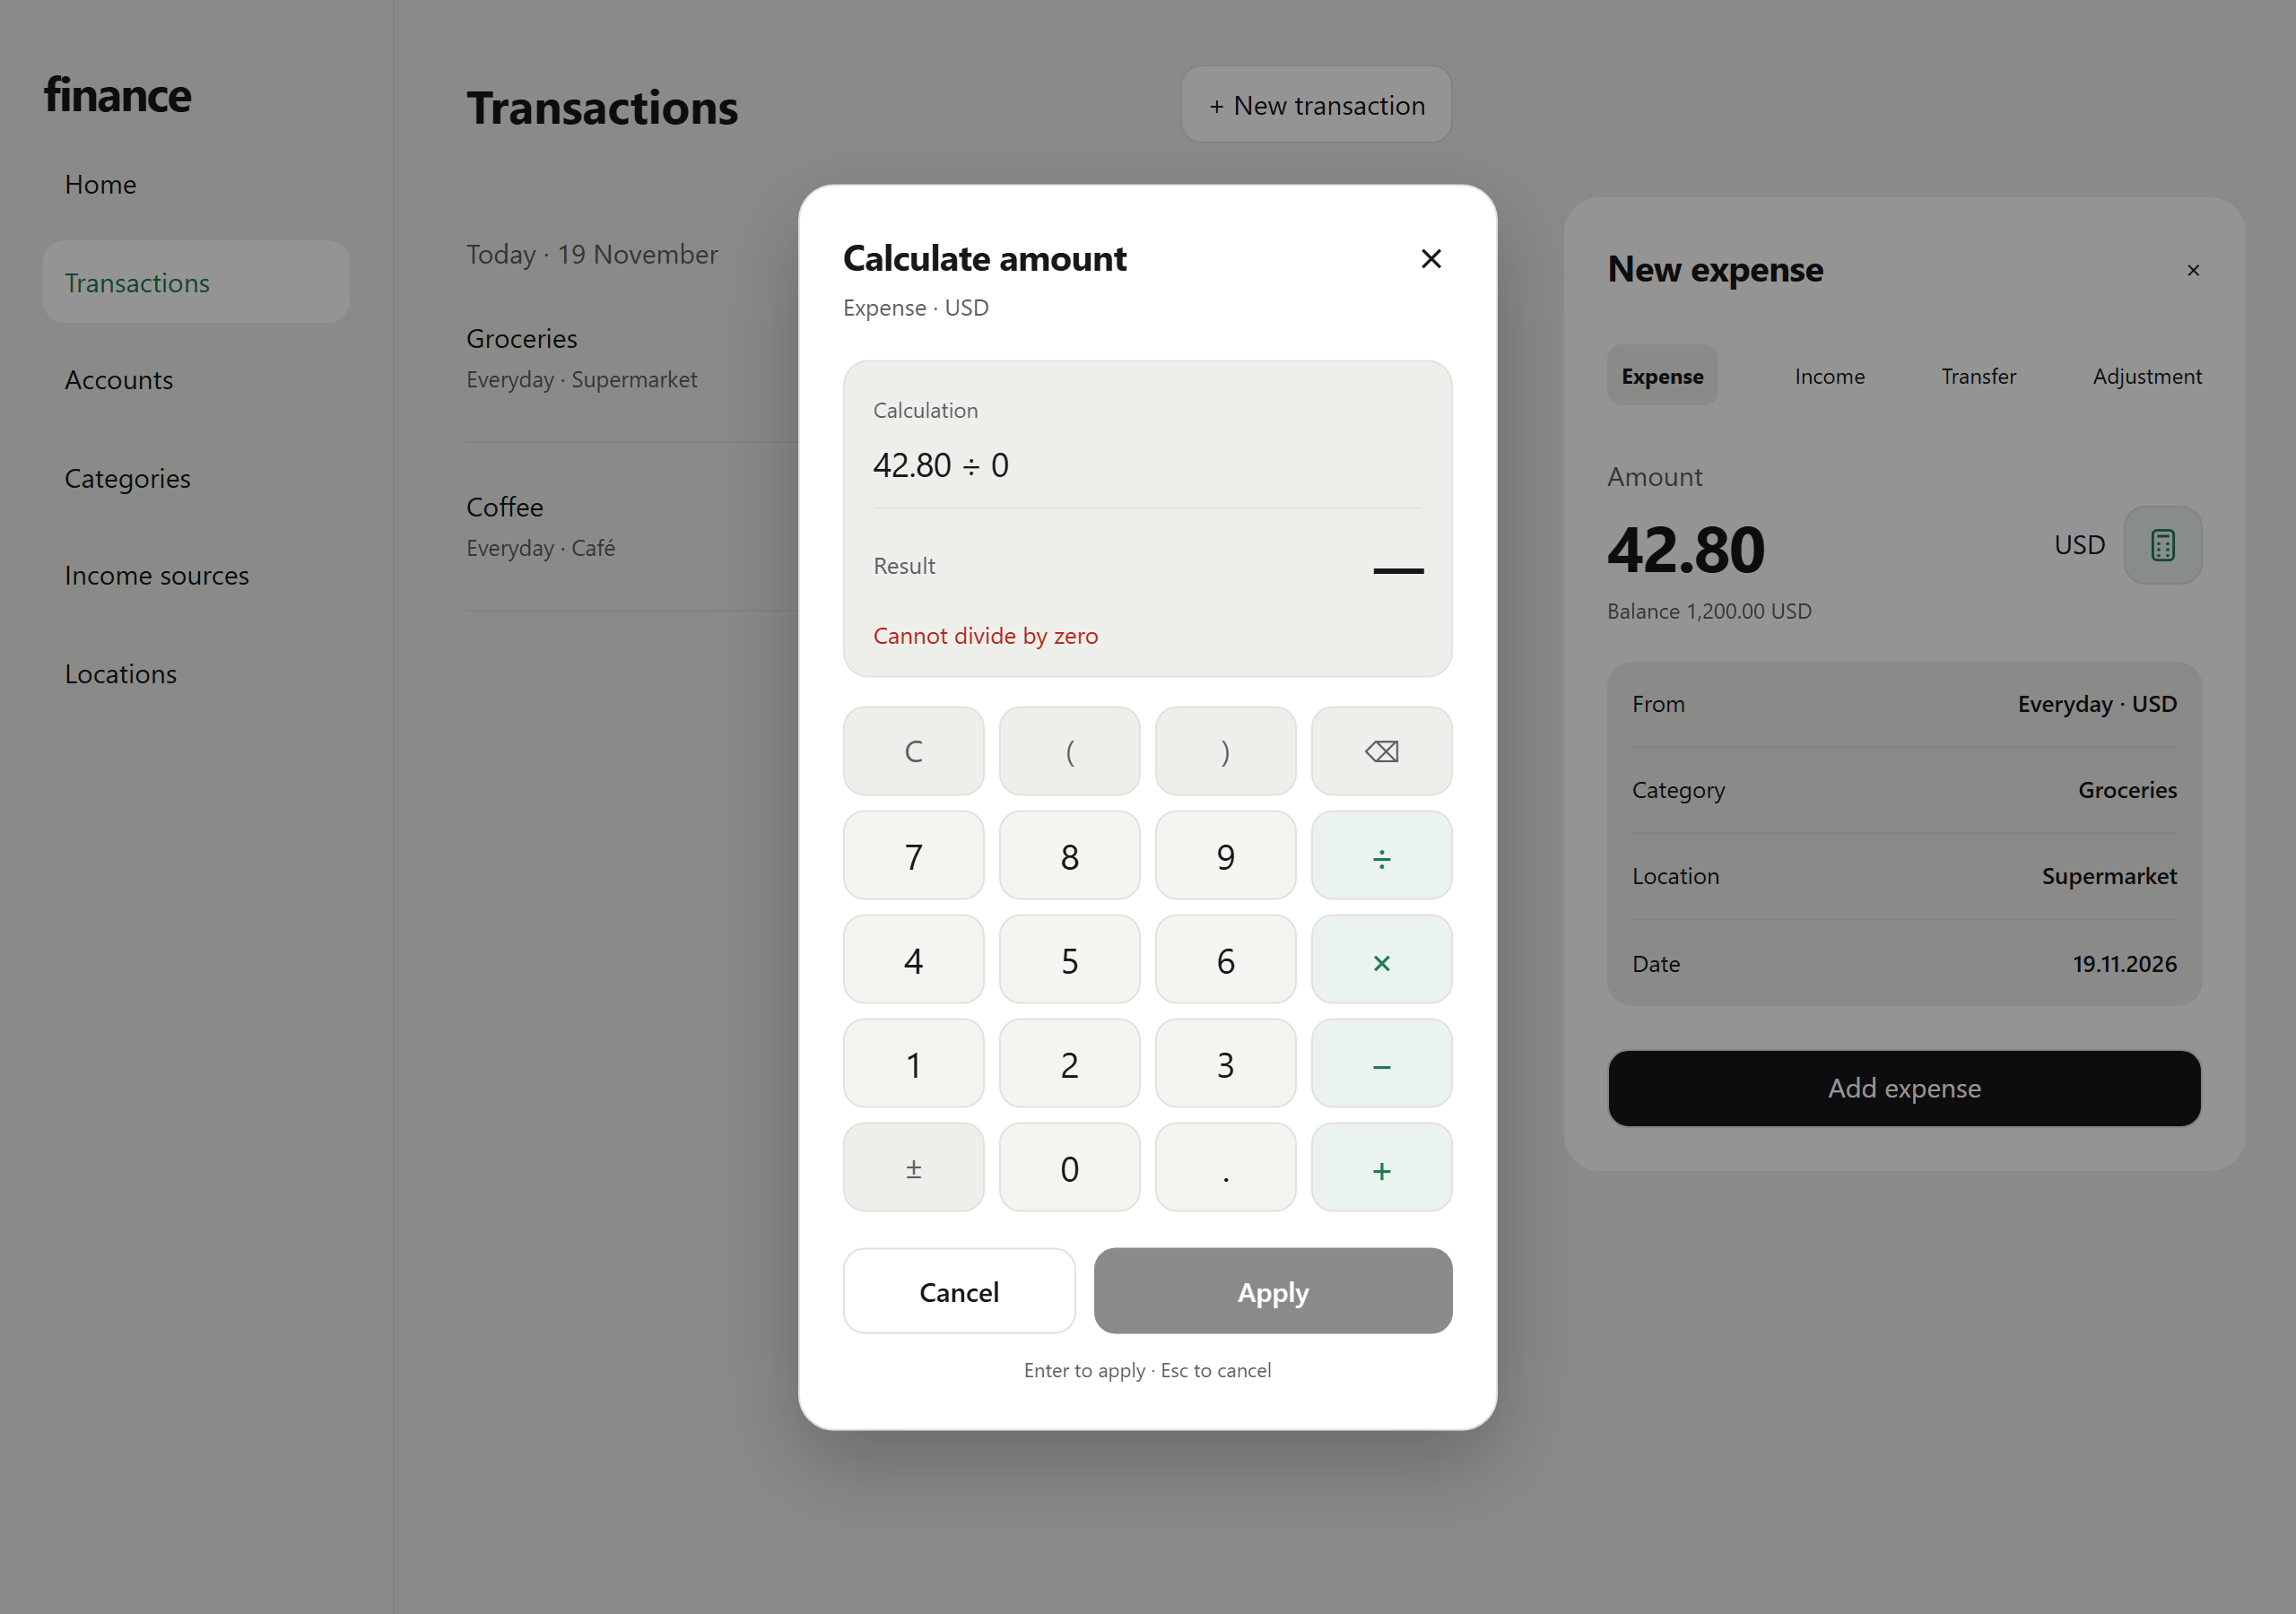 finance
Home
Transactions
Accounts
Categories
Income sources
Locations
Transactions
+ New transaction
Today · 19 November
Groceries
Everyday · Supermarket
Coffee
Everyday · Café
Calculate amount
×
Expense · USD
Calculation
42.80 ÷ 0
Result —
Cannot divide by zero
C ( ) ⌫
7 8 9 ÷
4 5 6 ×
1 2 3 −
± 0 . +
Cancel Apply
Enter to apply · Esc to cancel
New expense ×
Expense Income Transfer Adjustment
Amount
42.80 USD
Balance 1,200.00 USD
From Everyday · USD
Category Groceries
Location Supermarket
Date 19.11.2026
Add expense